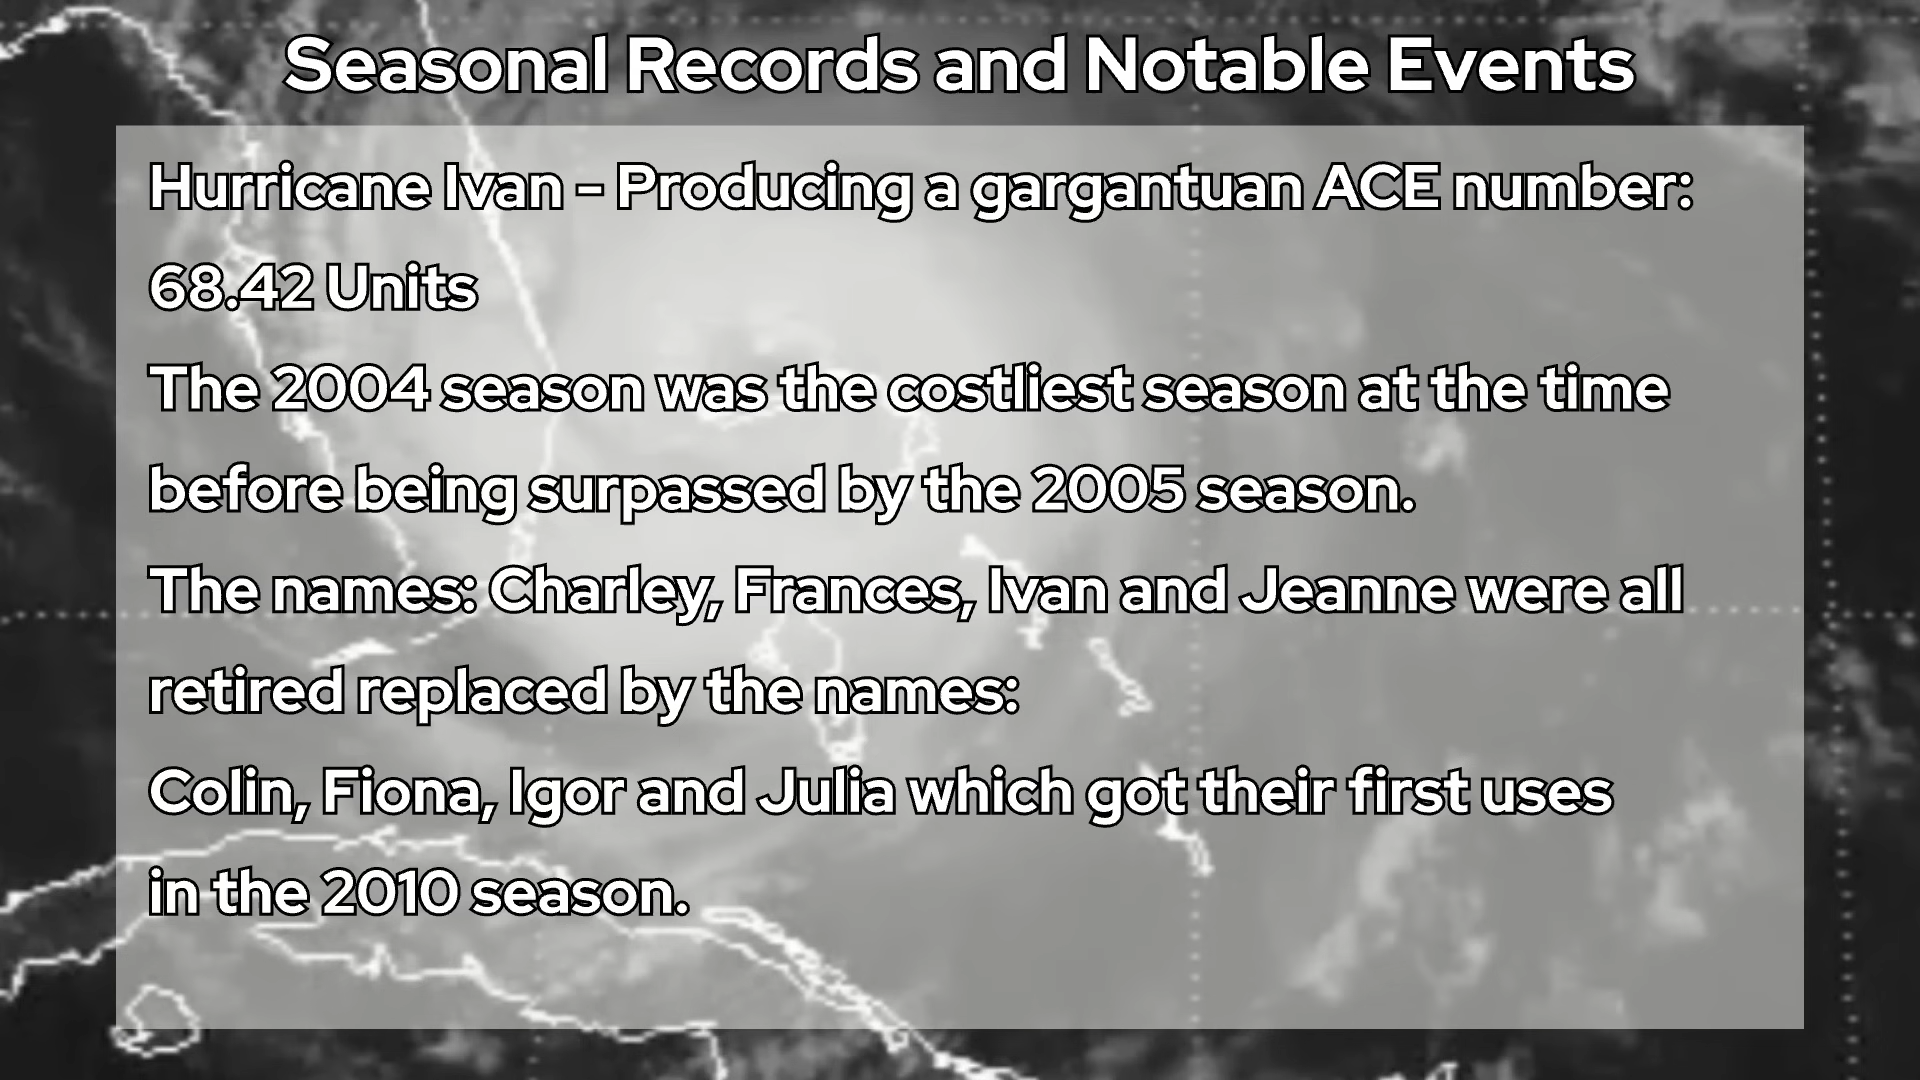 Seasonal Records and Notable Events
Hurricane Ivan - Producing a gargantuan ACE number:
68.42 Units
The 2004 season was the costliest season at the time
before being surpassed by the 2005 season.
The names: Charley, Frances, Ivan and Jeanne were all
retired replaced by the names:
Colin, Fiona, Igor and Julia which got their first uses
in the 2010 season.